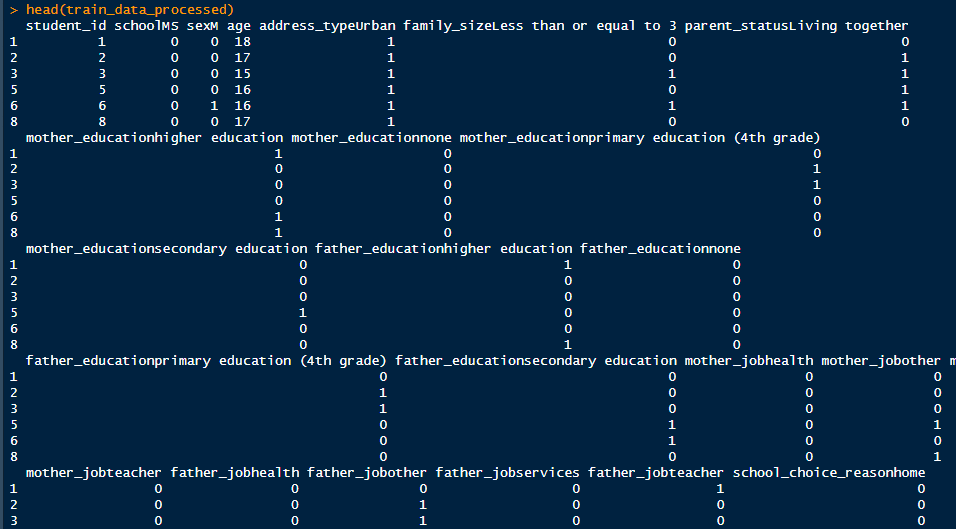 > head(train_data_processed)
student_id schoolMS sexM age address_typeUrban family_sizeLess than or equal to 3 parent_statusLiving together
1 1 0 0 18 1 0 0
2 2 0 0 17 1 0 1
3 3 0 0 15 1 1 1
5 5 0 0 16 1 0 1
6 6 0 1 16 1 1 1
8 8 0 0 17 1 0 0
mother_educationhigher education mother_educationnone mother_educationprimary education (4th grade)
1 1 0 0
2 0 0 1
3 0 0 1
5 0 0 0
6 1 0 0
8 1 0 0
mother_educationsecondary education father_educationhigher education father_educationnone
1 0 1 0
2 0 0 0
3 0 0 0
5 1 0 0
6 0 0 0
8 0 1 0
father_educationprimary education (4th grade) father_educationsecondary education mother_jobhealth mother_jobother
1 0 0 0 0
2 1 0 0 0
3 1 0 0 0
5 0 1 0 1
6 0 1 0 0
8 0 0 0 1
mother_jobteacher father_jobhealth father_jobother father_jobservices father_jobteacher school_choice_reasonhome
1 0 0 0 0 1 0
2 0 0 1 0 0 0
3 0 0 1 0 0 0